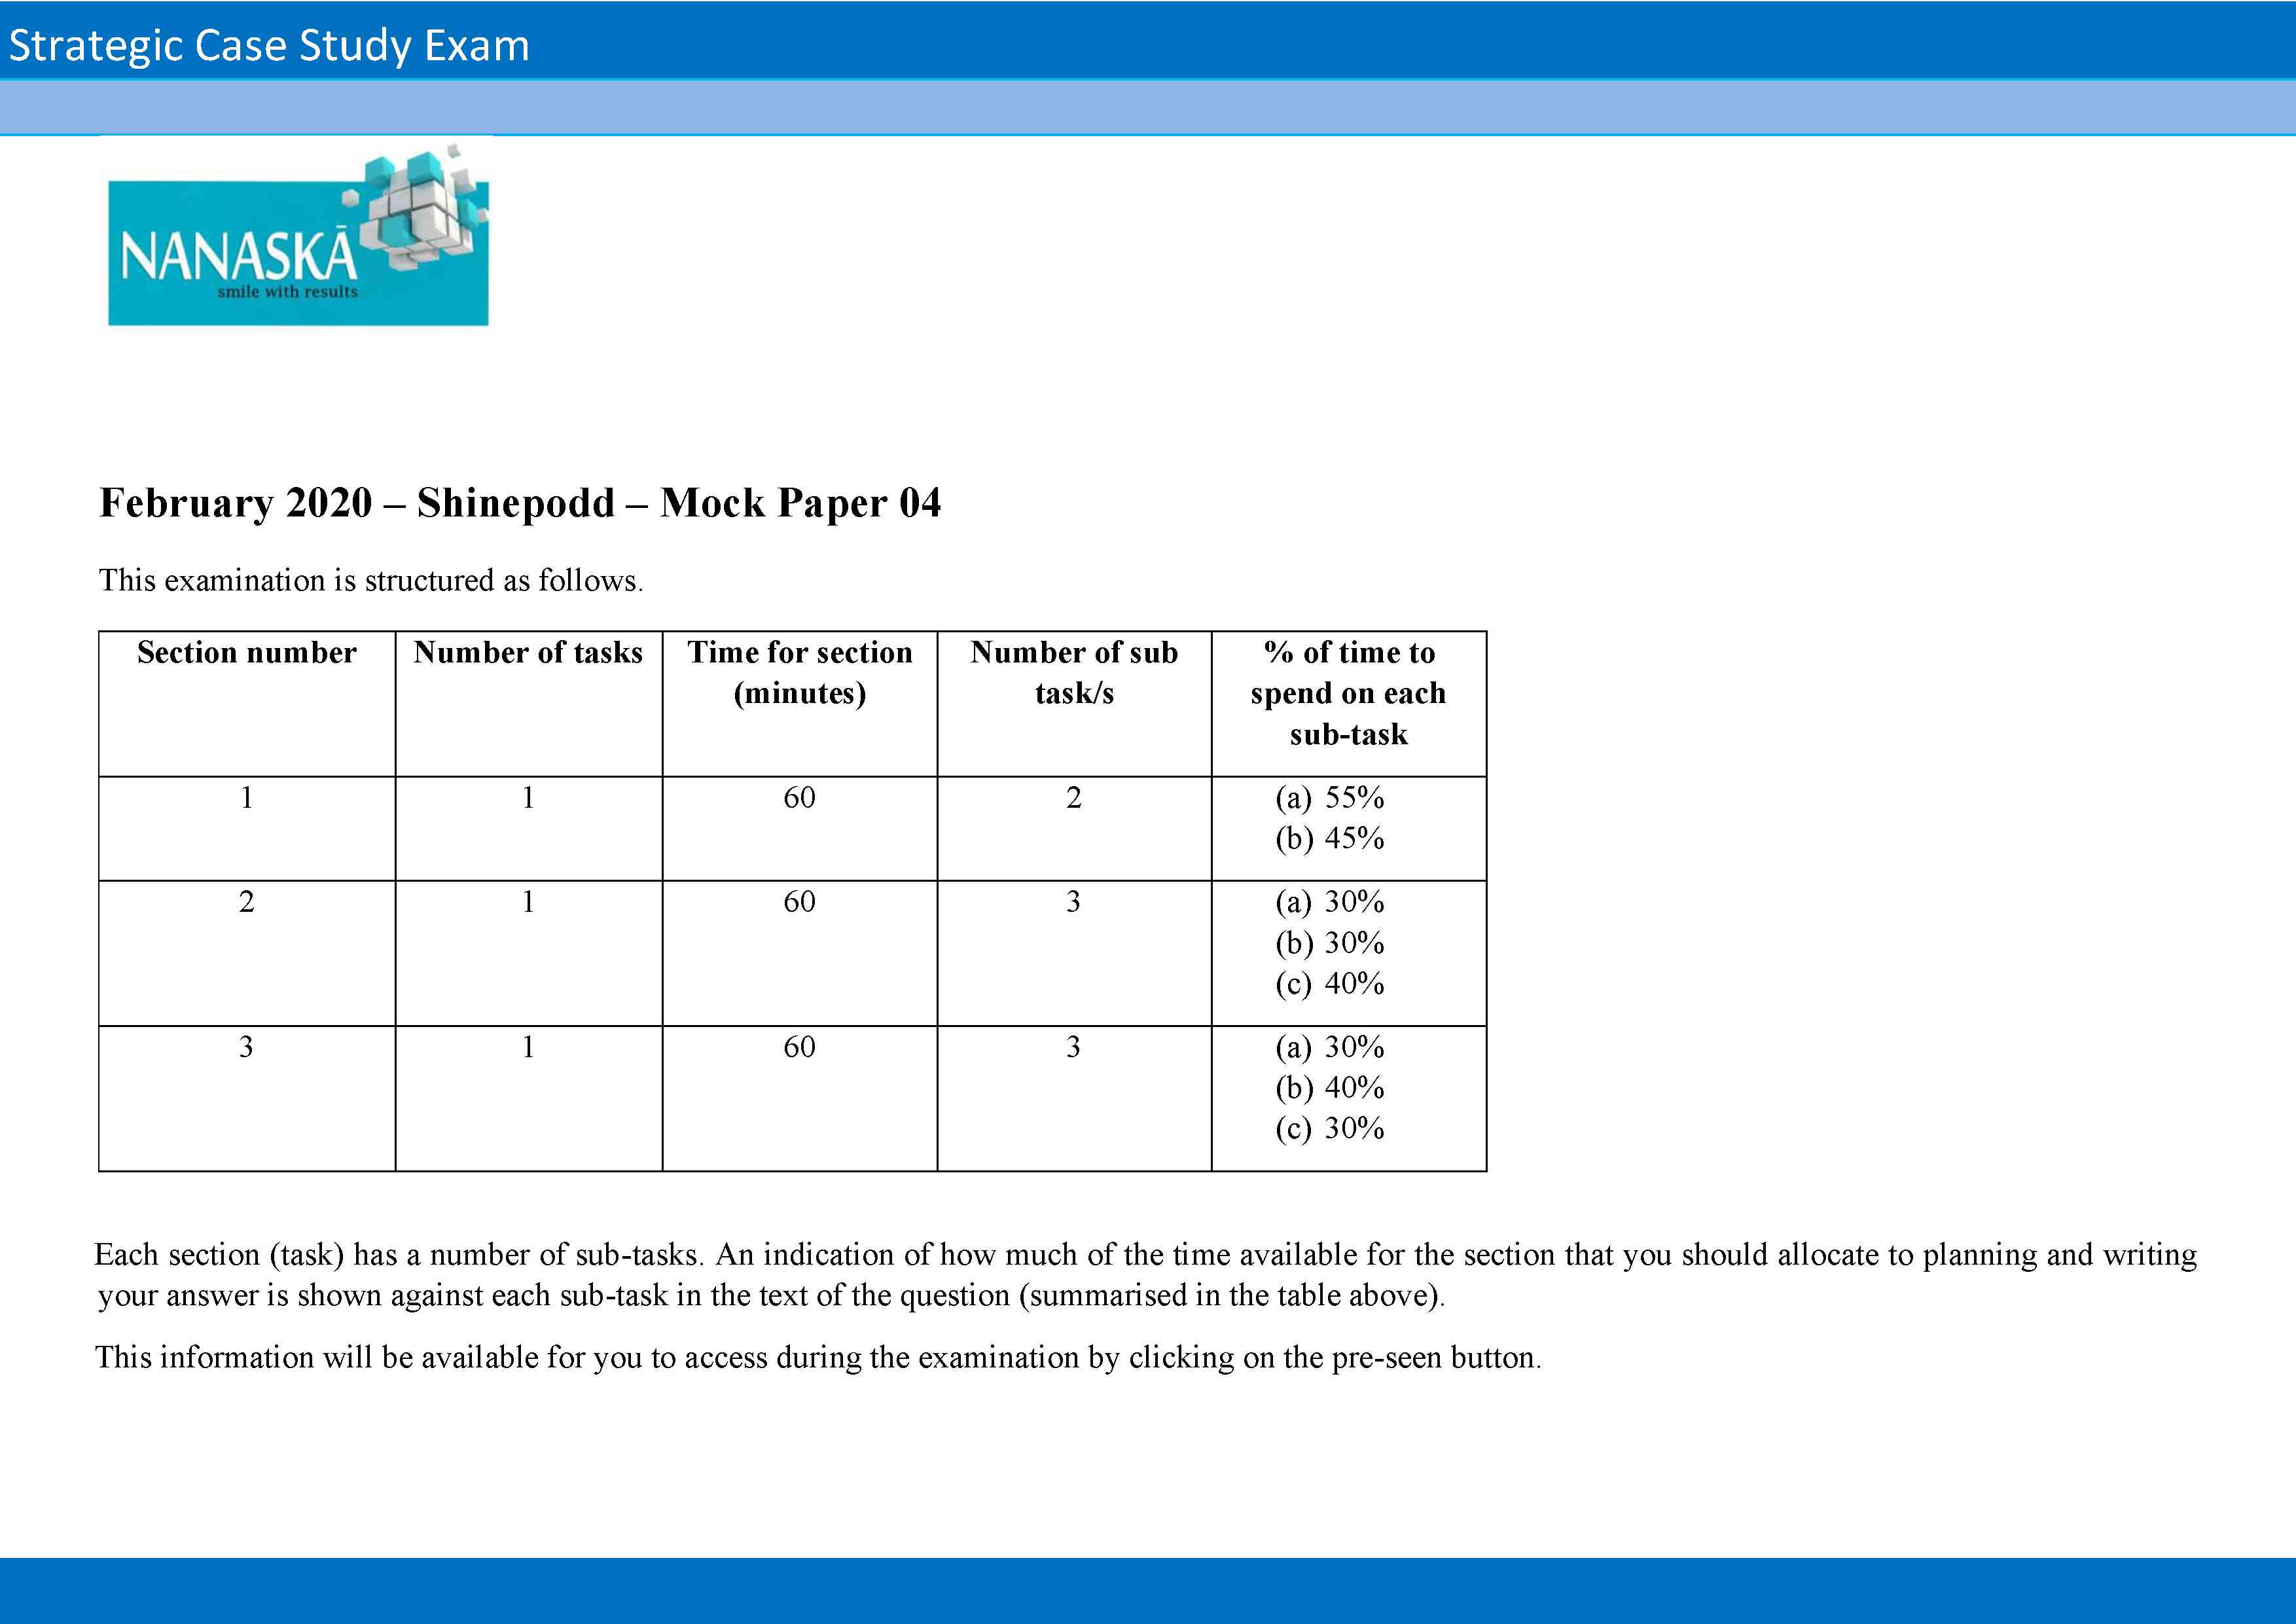 Strategic Case Study Exam
NANASKĀ
smile with results
February 2020 – Shinepodd – Mock Paper 04
This examination is structured as follows.
Section number Number of tasks Time for section (minutes) Number of sub task/s % of time to spend on each sub-task
1 1 60 2 (a) 55%
(b) 45%
2 1 60 3 (a) 30%
(b) 30%
(c) 40%
3 1 60 3 (a) 30%
(b) 40%
(c) 30%
Each section (task) has a number of sub-tasks. An indication of how much of the time available for the section that you should allocate to planning and writing
your answer is shown against each sub-task in the text of the question (summarised in the table above).
This information will be available for you to access during the examination by clicking on the pre-seen button.